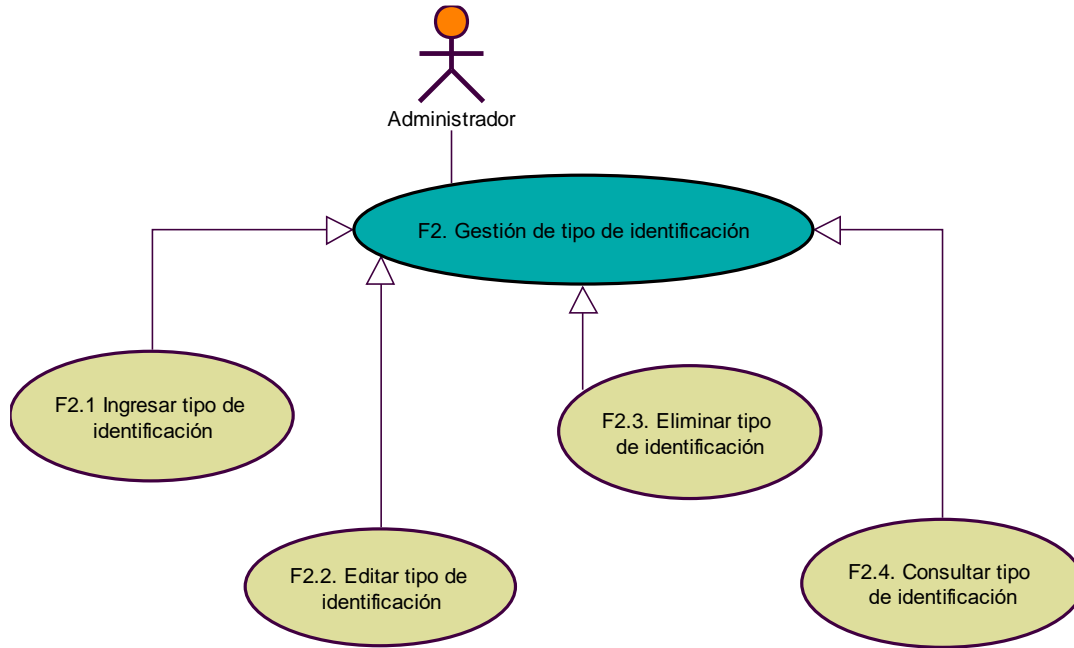 Administrador
F2. Gestión de tipo de identificación
F2.1 Ingresar tipo de
identificación
F2.3. Eliminar tipo
de identificación
F2.2. Editar tipo de
identificación
F2.4. Consultar tipo
de identificación